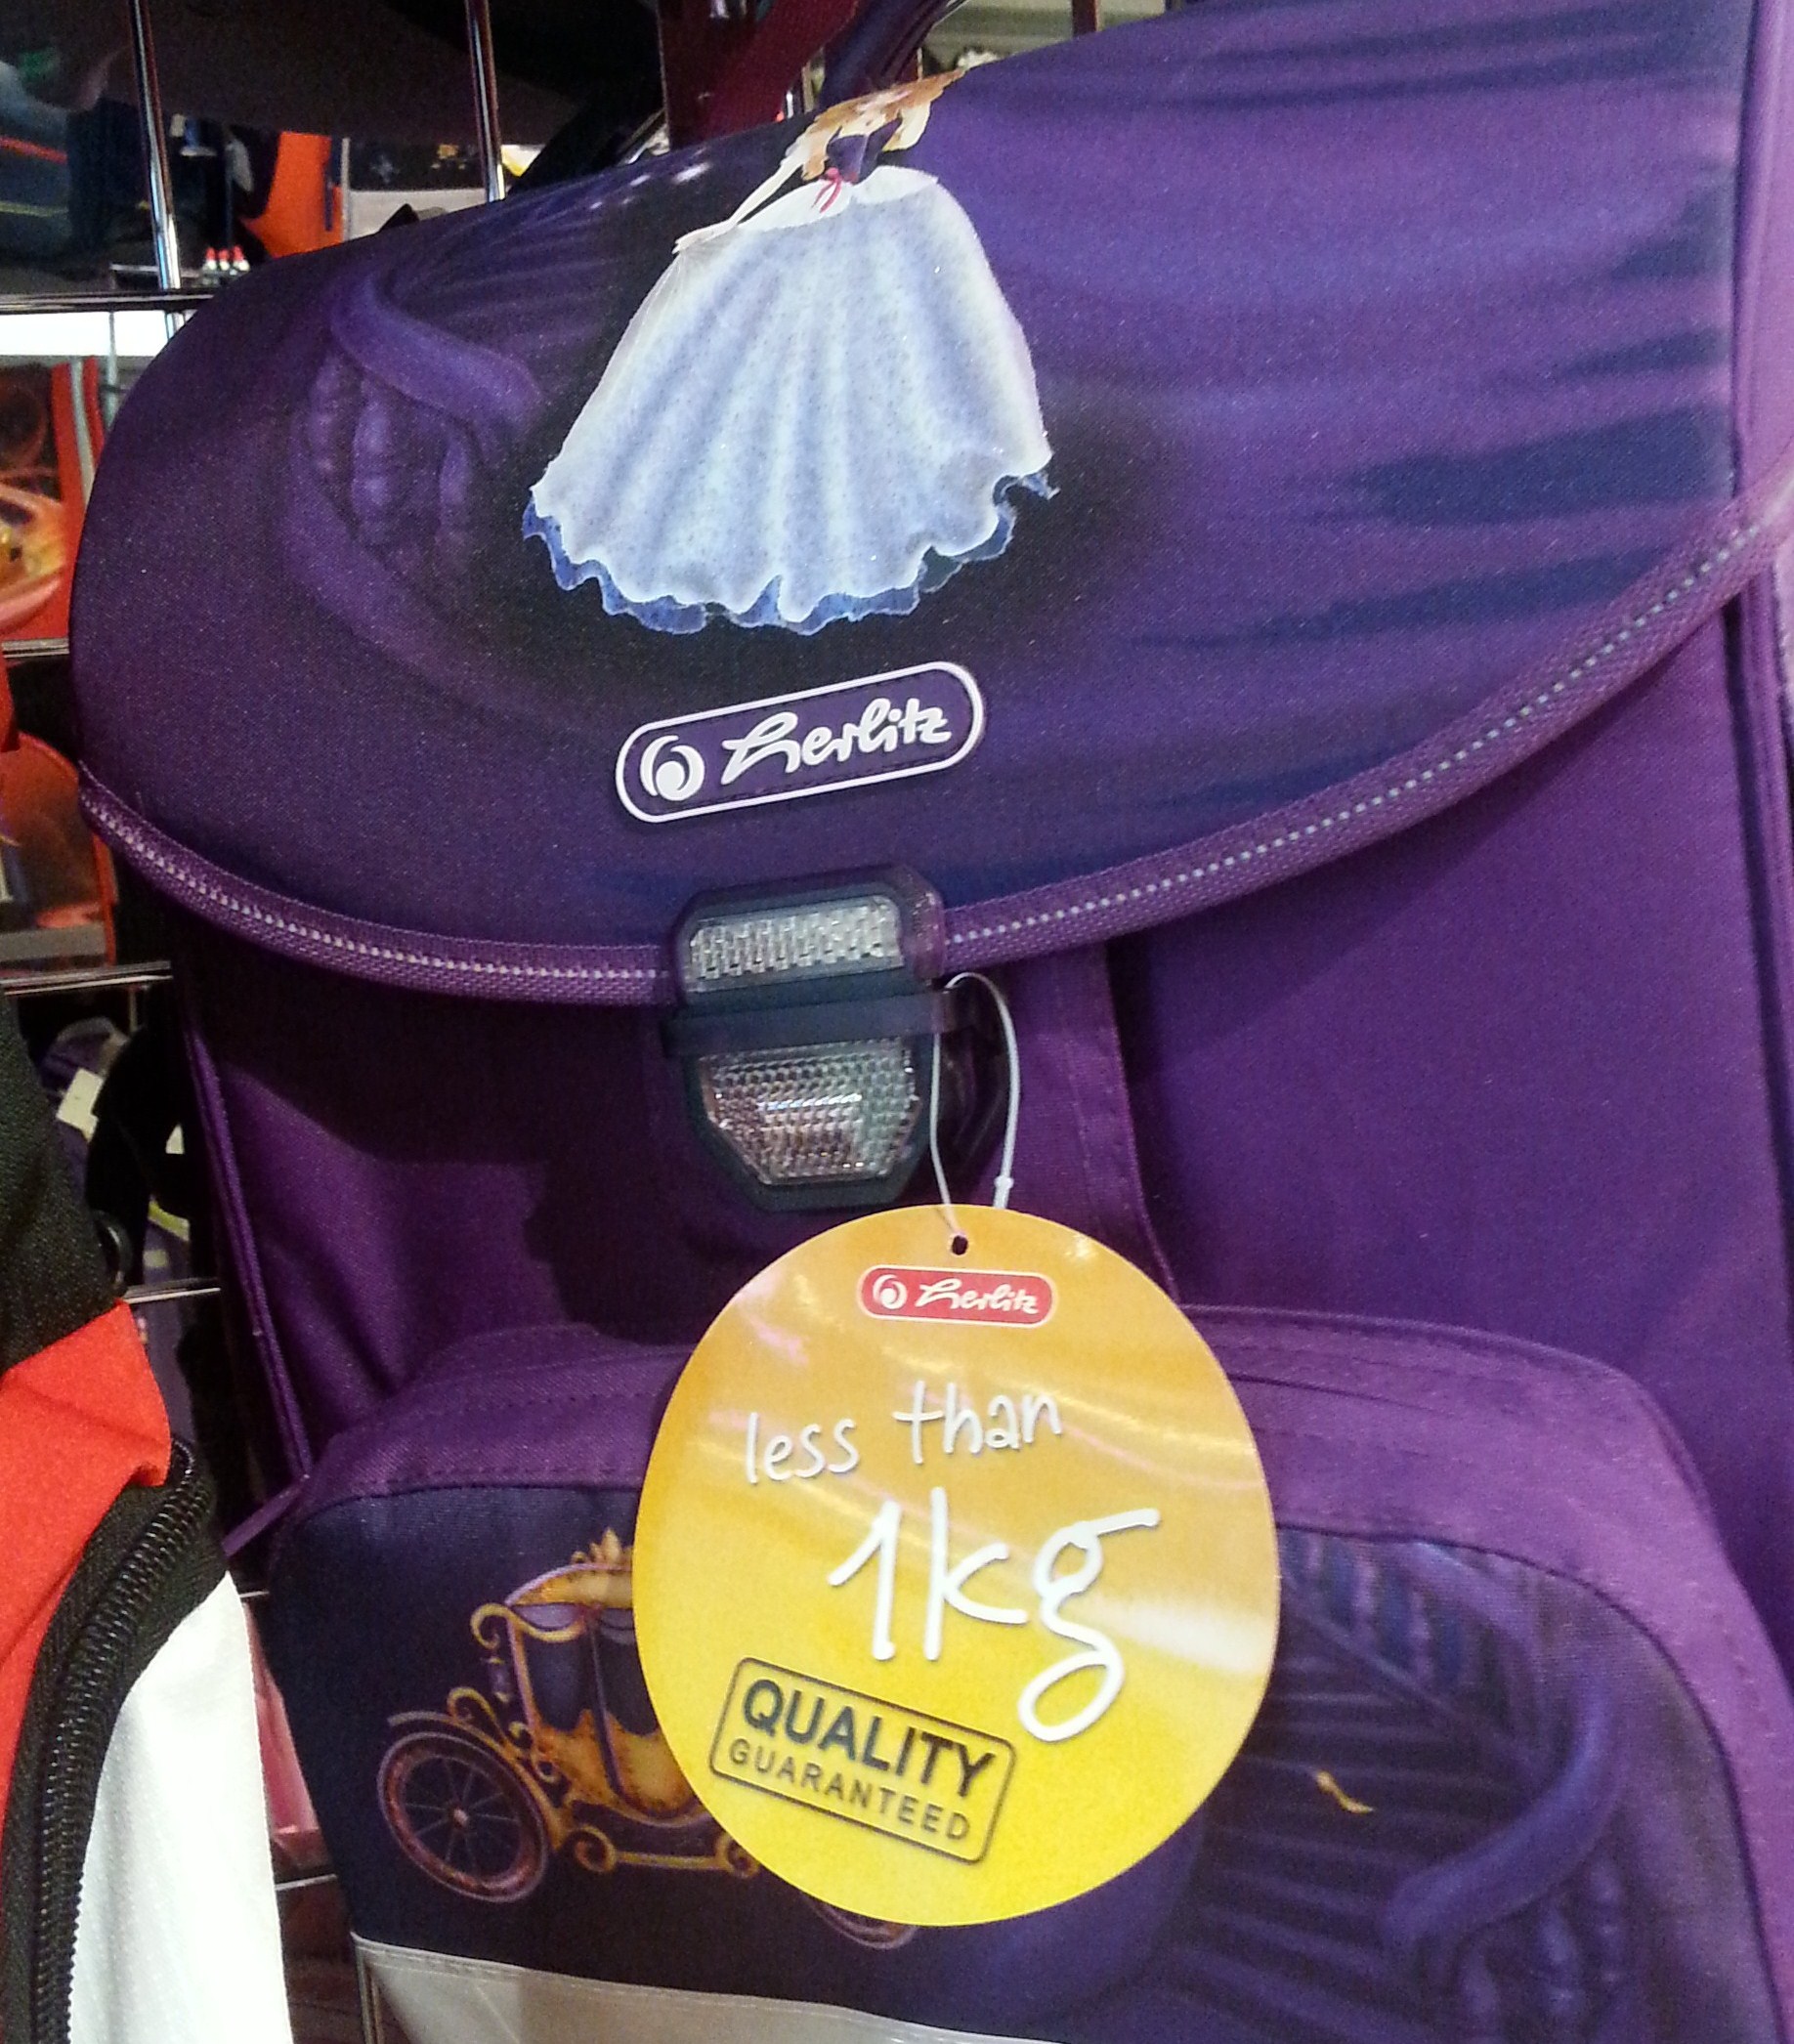 Herlitz
Herlitz
less than
1kg
QUALITY
GUARANTEED